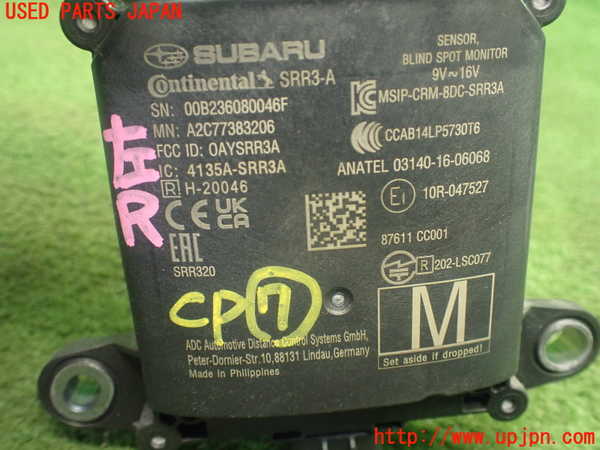 USED PARTS JAPAN
SUBARU
Continental SRR3-A
SN: 00B236080046F
MN: A2C77383206
FCC ID: OAYSRR3A
IC: 4135A-SRR3A
R H-20046
CE UK CA
EAC
SRR320
SENSOR,
BLIND SPOT MONITOR
9V~16V
MSIP-CRM-8DC-SRR3A
CCAB14LP5730T6
ANATEL 03140-16-06068
E1 10R-047527
87611 CC001
R 202-LSC077
M
Set aside if dropped!
左R
CP⑦
ADC Automotive Distance Control Systems GmbH,
Peter-Dornier-Str.10,88131 Lindau,Germany
Made in Philippines
http://www.upjpn.com/